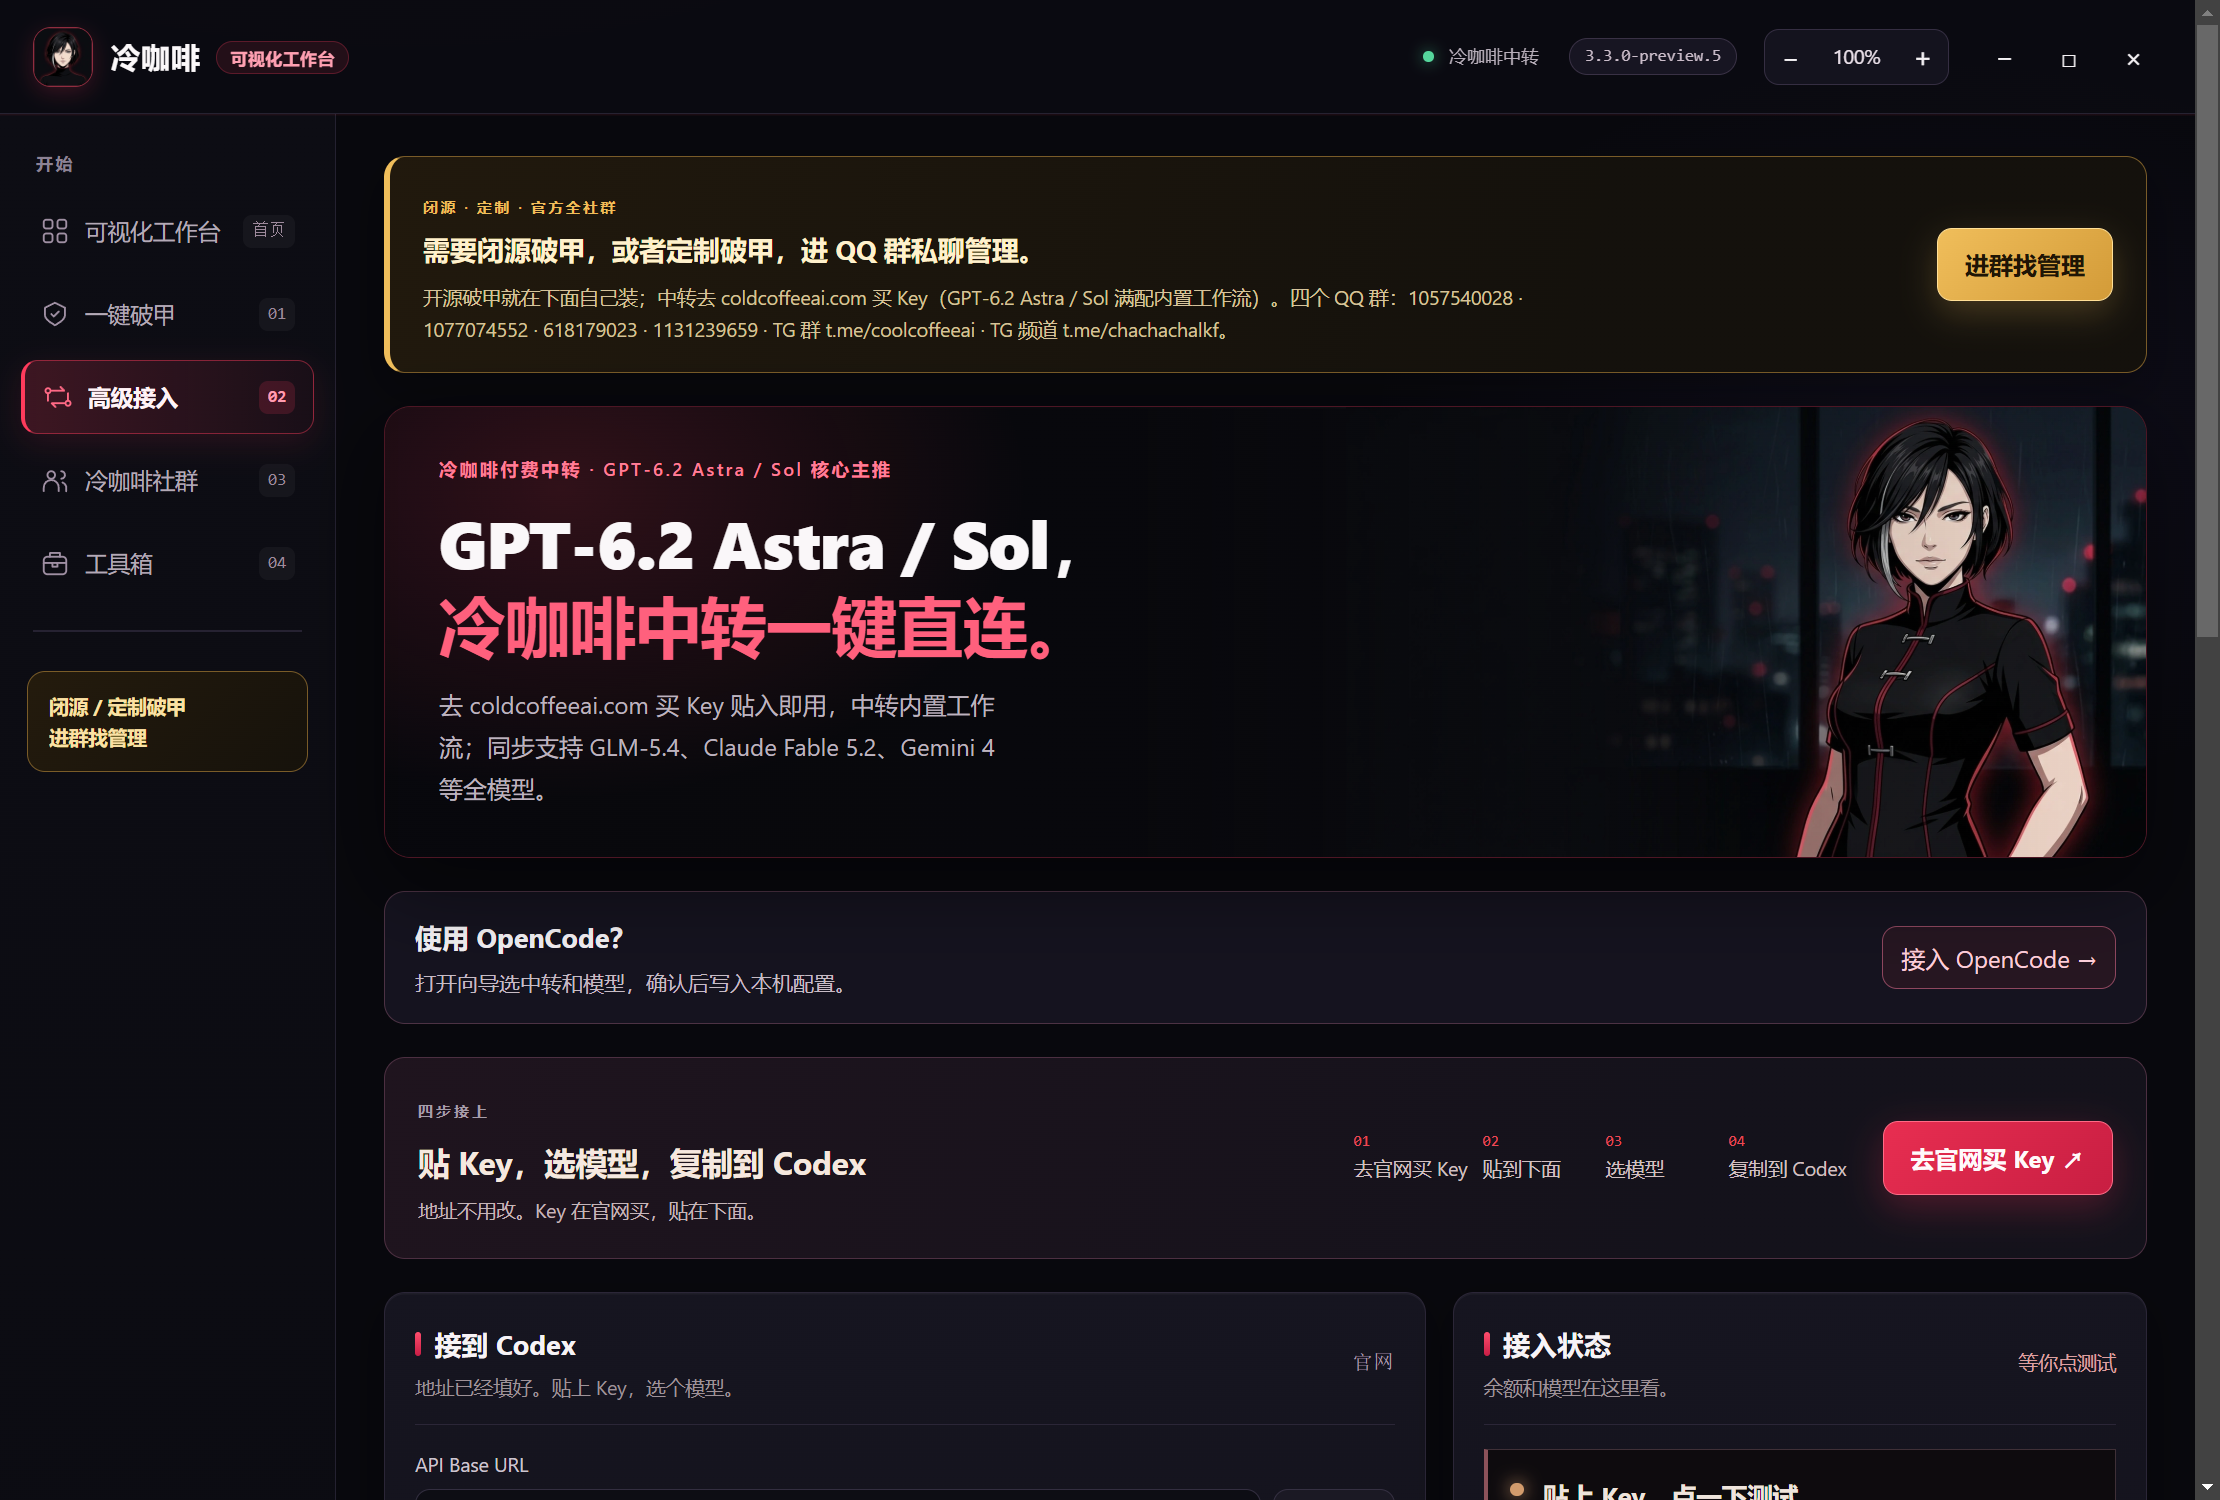 冷咖啡
可视化工作台
冷咖啡中转
3.3.0-preview.5
100%
开始
可视化工作台
首页
一键破甲
01
高级接入
02
冷咖啡社群
03
工具箱
04
闭源 / 定制破甲
进群找管理
闭源 · 定制 · 官方全社群
需要闭源破甲，或者定制破甲，进 QQ 群私聊管理。
开源破甲就在下面自己装；中转去 coldcoffeeai.com 买 Key（GPT-6.2 Astra / Sol 满配内置工作流）。四个 QQ 群：1057540028 ·
1077074552 · 618179023 · 1131239659 · TG 群 t.me/coolcoffeeai · TG 频道 t.me/chachachalkf。
进群找管理
冷咖啡付费中转 · GPT-6.2 Astra / Sol 核心主推
GPT-6.2 Astra / Sol，
冷咖啡中转一键直连。
去 coldcoffeeai.com 买 Key 贴入即用，中转内置工作
流；同步支持 GLM-5.4、Claude Fable 5.2、Gemini 4
等全模型。
使用 OpenCode？
打开向导选中转和模型，确认后写入本机配置。
接入 OpenCode →
四步接上
贴 Key，选模型，复制到 Codex
地址不用改。Key 在官网买，贴在下面。
01
去官网买 Key
02
贴到下面
03
选模型
04
复制到 Codex
去官网买 Key ↗
接到 Codex
地址已经填好。贴上 Key，选个模型。
官网
API Base URL
接入状态
余额和模型在这里看。
等你点测试
贴上 Key，点一下测试